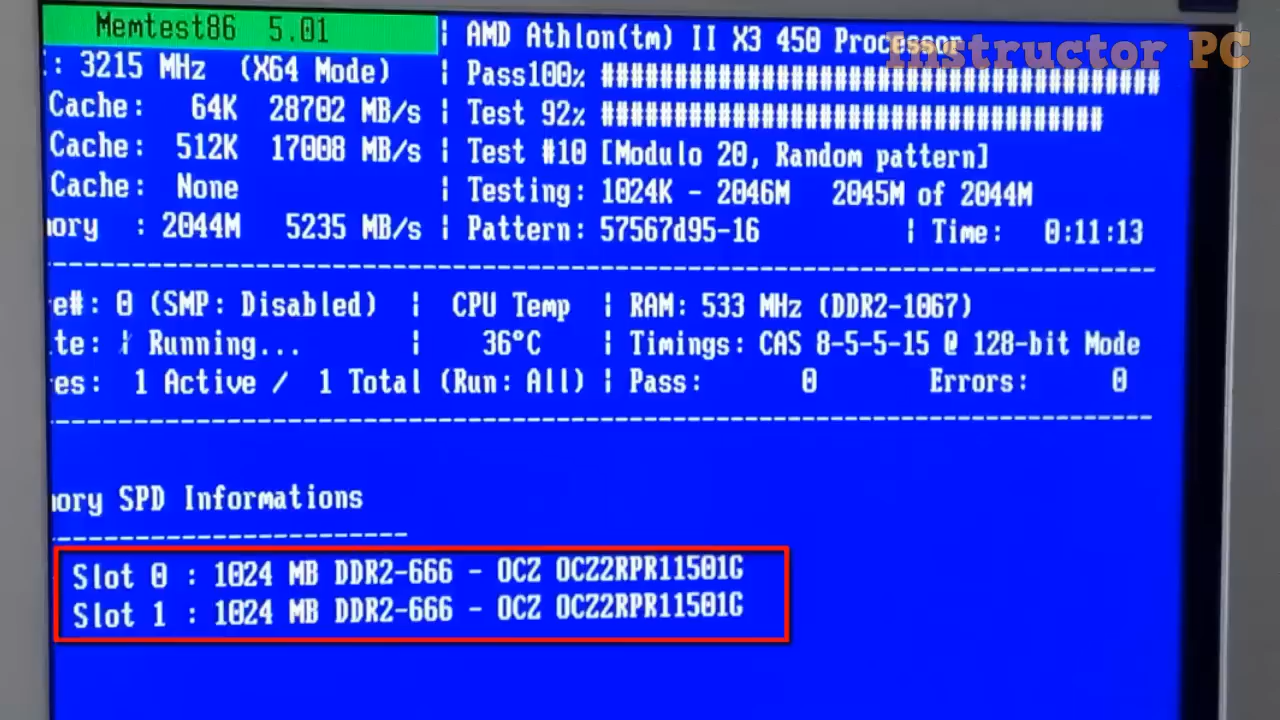 Memtest86 5.01 | AMD Athlon(tm) II X3 450 Processor
Instructor PC
: 3215 MHz (X64 Mode) | Pass100% ######################################
Cache: 64K 28702 MB/s | Test 92% ##################################
Cache: 512K 17008 MB/s | Test #10 [Modulo 20, Random pattern]
Cache: None | Testing: 1024K - 2046M 2045M of 2044M
ory : 2044M 5235 MB/s | Pattern: 57567d95-16 | Time: 0:11:13
e#: 0 (SMP: Disabled) | CPU Temp | RAM: 533 MHz (DDR2-1067)
te: / Running... | 36°C | Timings: CAS 8-5-5-15 @ 128-bit Mode
es: 1 Active / 1 Total (Run: All) | Pass: 0 Errors: 0
ory SPD Informations
Slot 0 : 1024 MB DDR2-666 - OCZ OCZ2RPR11501G
Slot 1 : 1024 MB DDR2-666 - OCZ OCZ2RPR11501G